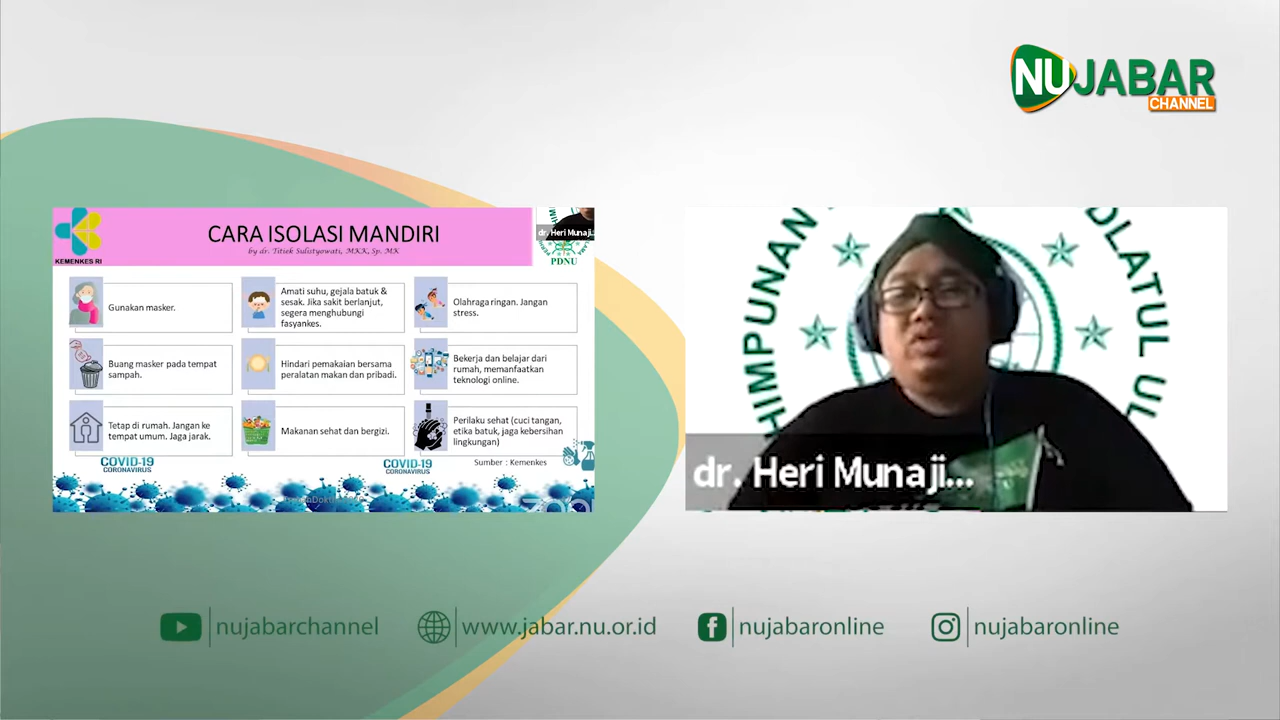 NU JABAR
CHANNEL
CARA ISOLASI MANDIRI
by dr. Titiek Sulistyowati, MKK, Sp. MK
KEMENKES RI
dr. Heri Munaji...
PDNU
Gunakan masker.
Amati suhu, gejala batuk &
sesak. Jika sakit berlanjut,
segera menghubungi
fasyankes.
Olahraga ringan. Jangan
stress.
Buang masker pada tempat
sampah.
Hindari pemakaian bersama
peralatan makan dan pribadi.
Bekerja dan belajar dari
rumah, memanfaatkan
teknologi online.
Tetap di rumah. Jangan ke
tempat umum. Jaga jarak.
Makanan sehat dan bergizi.
Perilaku sehat (cuci tangan,
etika batuk, jaga kebersihan
lingkungan)
COVID-19
CORONAVIRUS
COVID-19
CORONAVIRUS
Sumber : Kemenkes
HIMPUNAN
OLATUL UL
dr. Heri Munaji...
nujabarchannel
www.jabar.nu.or.id
nujabaronline
nujabaronline